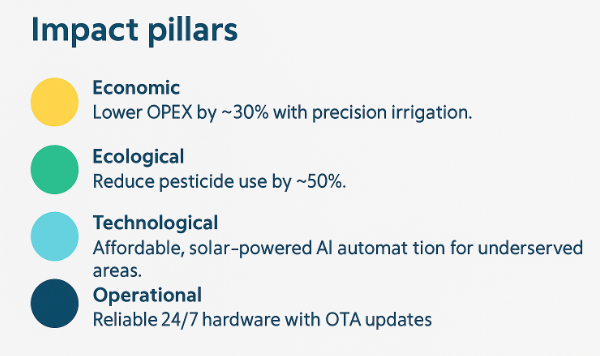 Impact pillars
Economic
Lower OPEX by ~30% with precision irrigation.
Ecological
Reduce pesticide use by ~50%.
Technological
Affordable, solar-powered AI automat tion for underserved
areas.
Operational
Reliable 24/7 hardware with OTA updates